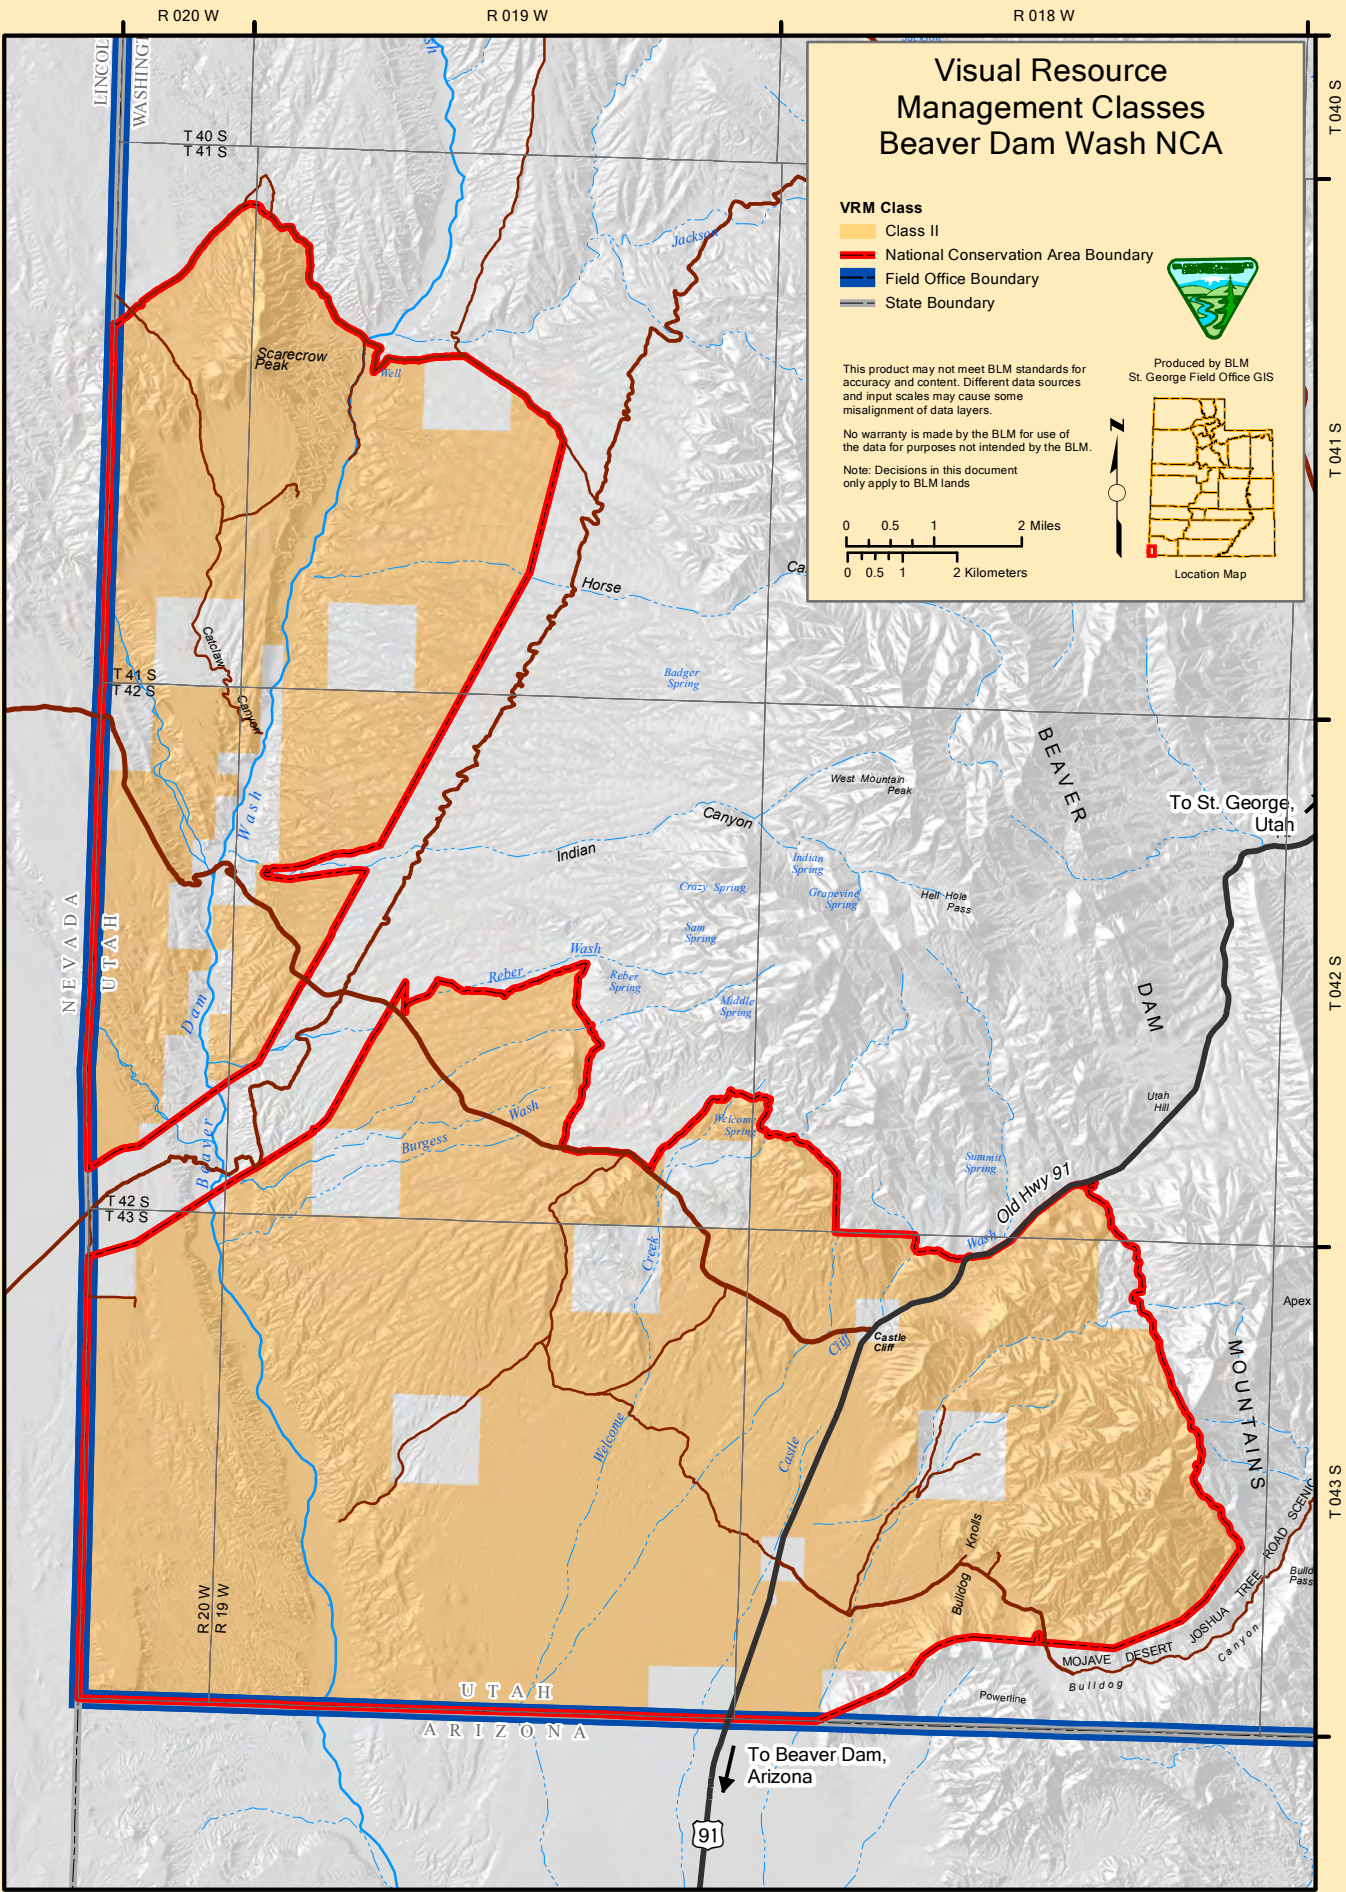 R 020 W
R 019 W
R 018 W
T 040 S
T 041 S
T 042 S
T 043 S
Visual Resource
Management Classes
Beaver Dam Wash NCA
VRM Class
Class II
National Conservation Area Boundary
Field Office Boundary
State Boundary
This product may not meet BLM standards for
accuracy and content. Different data sources
and input scales may cause some
misalignment of data layers.
No warranty is made by the BLM for use of
the data for purposes not intended by the BLM.
Note: Decisions in this document
only apply to BLM lands
Produced by BLM
St. George Field Office GIS
N
0 0.5 1 2 Miles
0 0.5 1 2 Kilometers
Location Map
LINCOL
WASHINGT
sh
Jackson
T 40 S
T 41 S
Jackson
Scarecrow
Peak
Well
Horse
Ca
Catclaw
Canyon
T 41 S
T 42 S
Badger
Spring
BEAVER
West Mountain
Peak
To St. George,
Utah
Wash
Canyon
Indian
Indian
Spring
Crazy Spring
Grapevine
Spring
Hell Hole
Pass
NEVADA
UTAH
Sam
Spring
Wash
Reber
Reber
Spring
Middle
Spring
DAM
Dam
Utah
Hill
Wash
Burgess
Welcome
Spring
Beaver
Summit
Spring
Old Hwy 91
T 42 S
T 43 S
Wash
Creek
Apex
Castle
Cliff
Cliff
MOUNTAINS
Welcome
Castle
Knolls
Bulldog
SCENIC
ROAD
TREE
JOSHUA
DESERT
MOJAVE
Bulld
Pass
Canyon
Bulldog
R 20 W
R 19 W
Powerline
UTAH
ARIZONA
To Beaver Dam,
Arizona
91